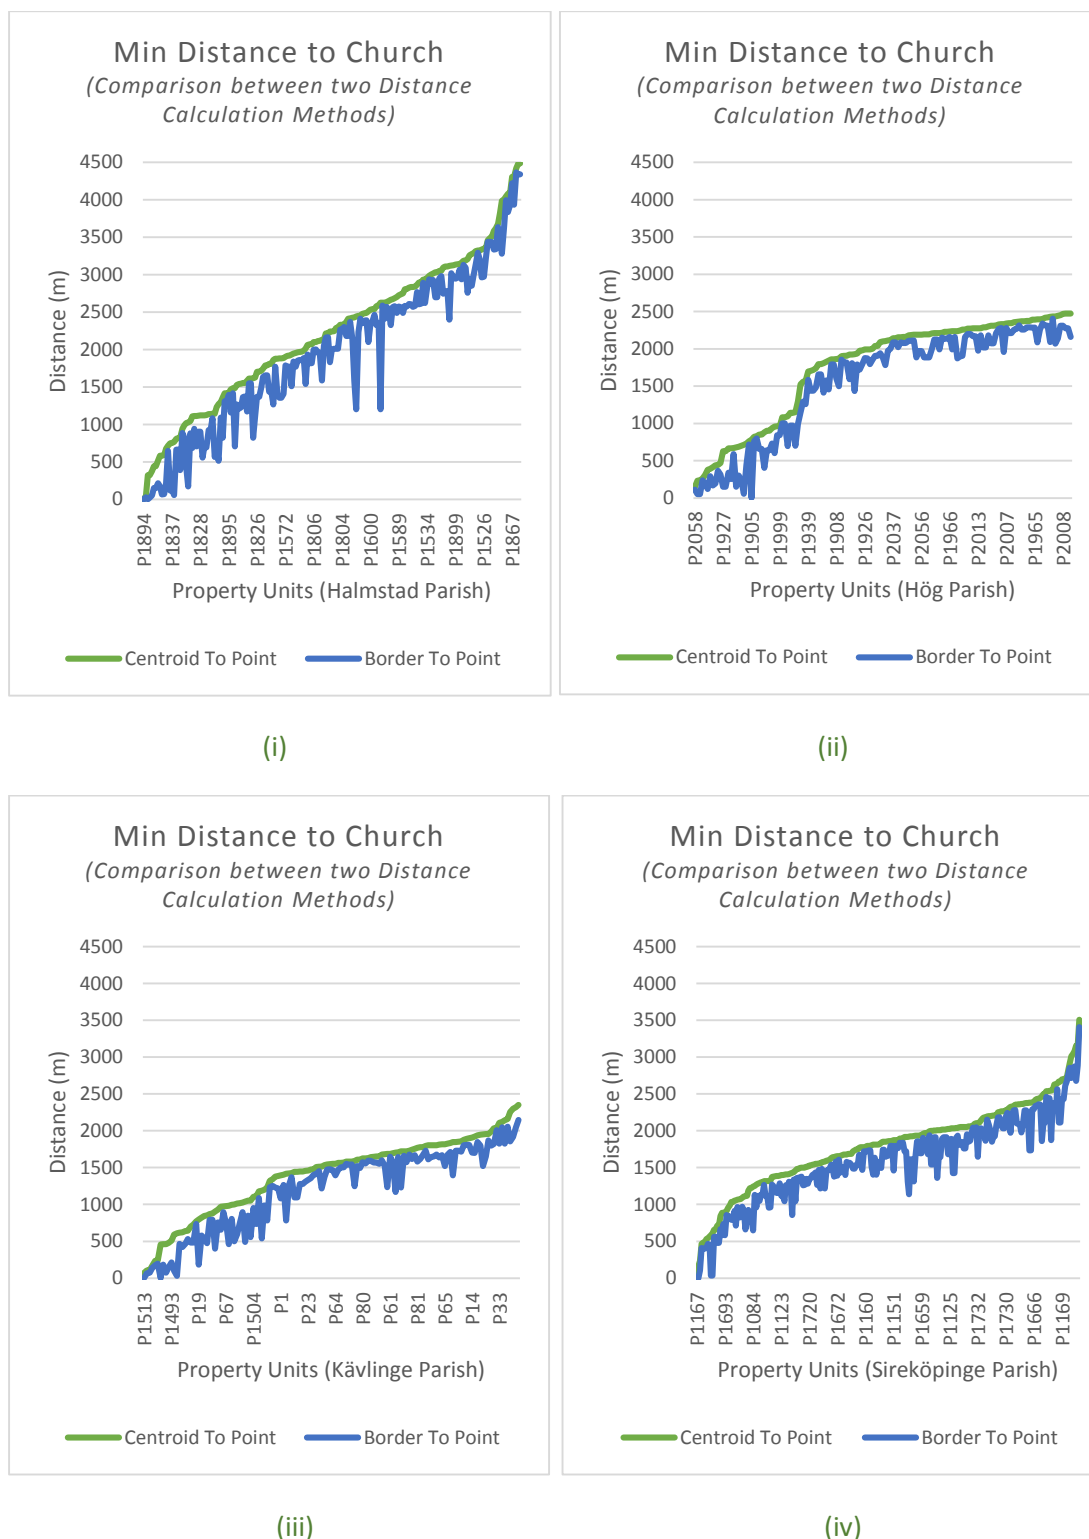 Min Distance to Church
(Comparison between two Distance
Calculation Methods)
4500
4000
3500
3000
2500
2000
1500
1000
500
0
Distance (m)
P1894
P1837
P1828
P1895
P1826
P1572
P1806
P1804
P1600
P1589
P1534
P1899
P1526
P1867
Property Units (Halmstad Parish)
Centroid To Point
Border To Point
(i)
Min Distance to Church
(Comparison between two Distance
Calculation Methods)
4500
4000
3500
3000
2500
2000
1500
1000
500
0
Distance (m)
P2058
P1927
P1905
P1999
P1939
P1908
P1926
P2037
P2056
P1966
P2013
P2007
P1965
P2008
Property Units (Hög Parish)
Centroid To Point
Border To Point
(ii)
Min Distance to Church
(Comparison between two Distance
Calculation Methods)
4500
4000
3500
3000
2500
2000
1500
1000
500
0
Distance (m)
P1513
P1493
P19
P67
P1504
P1
P23
P64
P80
P61
P81
P65
P14
P33
Property Units (Kävlinge Parish)
Centroid To Point
Border To Point
(iii)
Min Distance to Church
(Comparison between two Distance
Calculation Methods)
4500
4000
3500
3000
2500
2000
1500
1000
500
0
Distance (m)
P1167
P1693
P1084
P1123
P1720
P1672
P1160
P1151
P1659
P1125
P1732
P1730
P1666
P1169
Property Units (Sireköpinge Parish)
Centroid To Point
Border To Point
(iv)